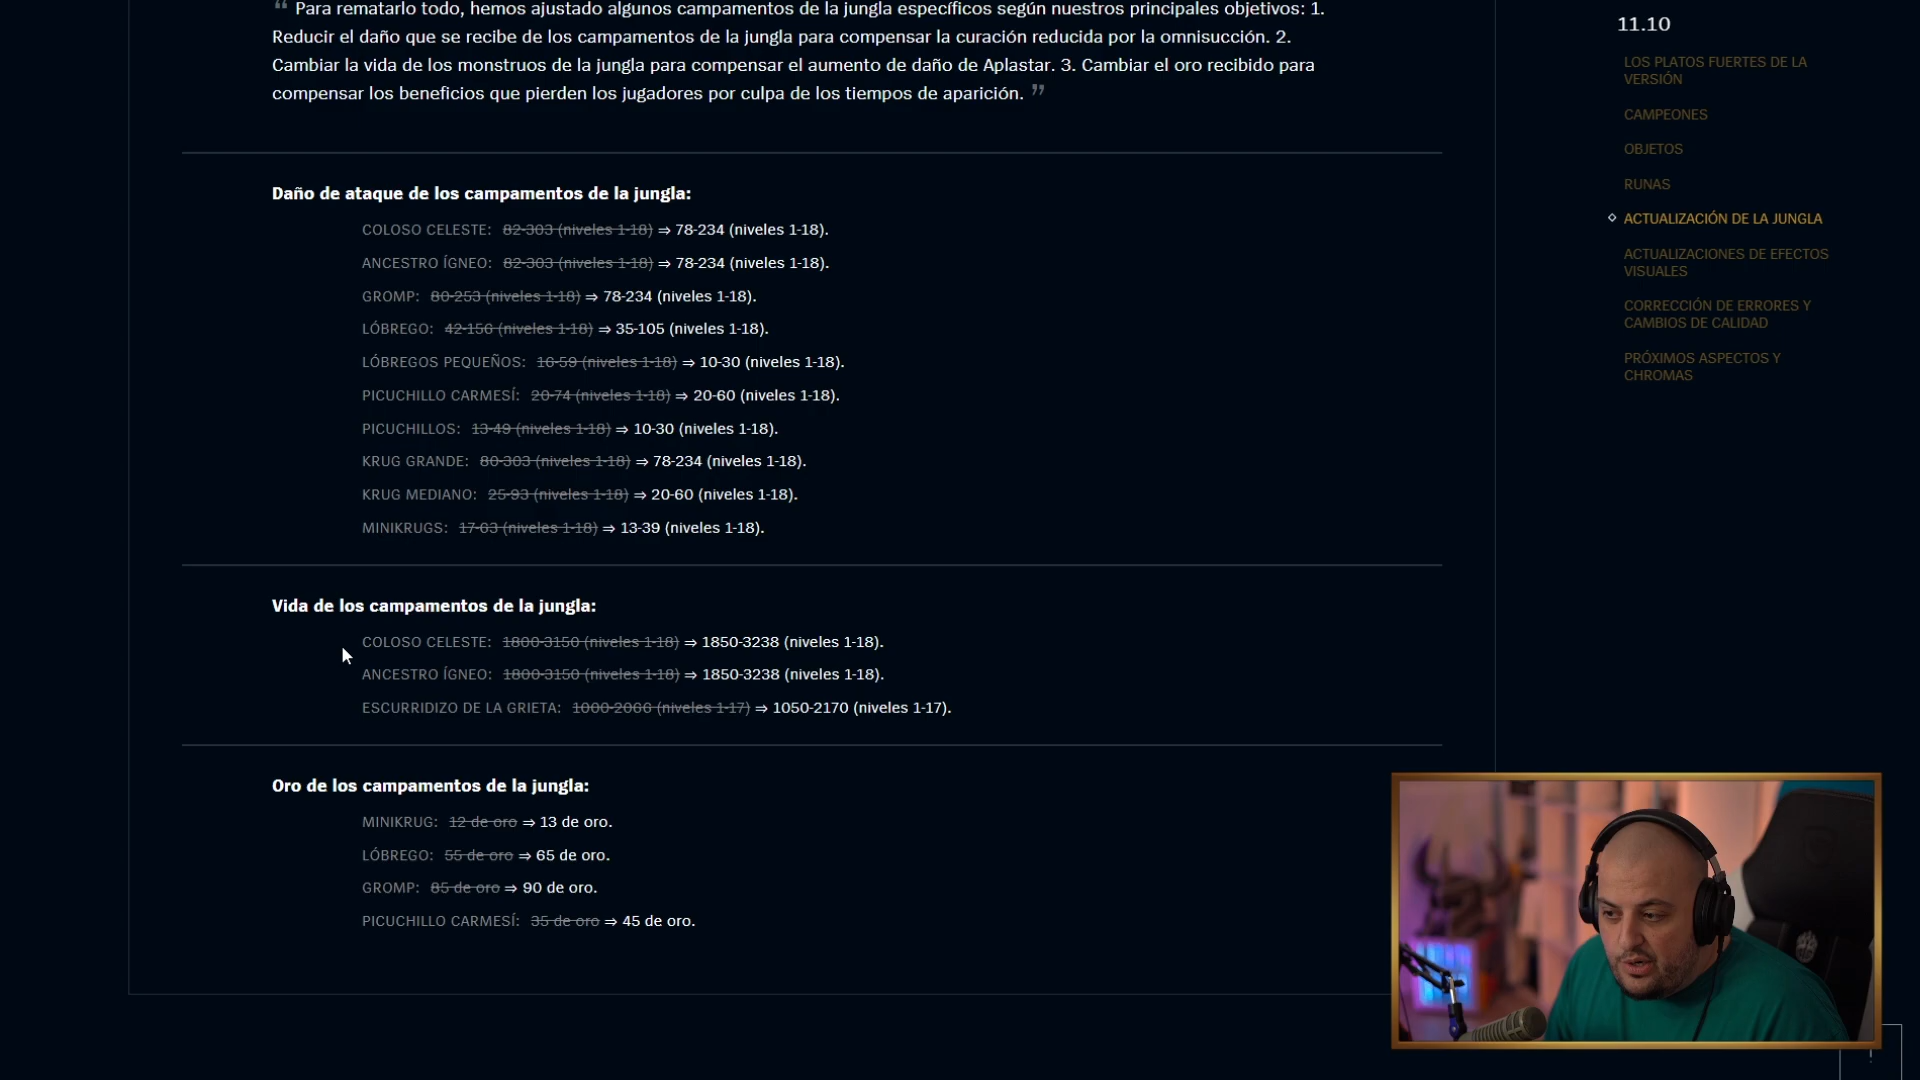 “ Para rematarlo todo, hemos ajustado algunos campamentos de la jungla específicos según nuestros principales objetivos: 1.
Reducir el daño que se recibe de los campamentos de la jungla para compensar la curación reducida por la omnisucción. 2.
Cambiar la vida de los monstruos de la jungla para compensar el aumento de daño de Aplastar. 3. Cambiar el oro recibido para
compensar los beneficios que pierden los jugadores por culpa de los tiempos de aparición. ”
Daño de ataque de los campamentos de la jungla:
COLOSO CELESTE: 82-303 (niveles 1-18) ⇒ 78-234 (niveles 1-18).
ANCESTRO ÍGNEO: 82-303 (niveles 1-18) ⇒ 78-234 (niveles 1-18).
GROMP: 80-253 (niveles 1-18) ⇒ 78-234 (niveles 1-18).
LÓBREGO: 42-156 (niveles 1-18) ⇒ 35-105 (niveles 1-18).
LÓBREGOS PEQUEÑOS: 16-59 (niveles 1-18) ⇒ 10-30 (niveles 1-18).
PICUCHILLO CARMESÍ: 20-74 (niveles 1-18) ⇒ 20-60 (niveles 1-18).
PICUCHILLOS: 13-49 (niveles 1-18) ⇒ 10-30 (niveles 1-18).
KRUG GRANDE: 80-303 (niveles 1-18) ⇒ 78-234 (niveles 1-18).
KRUG MEDIANO: 25-93 (niveles 1-18) ⇒ 20-60 (niveles 1-18).
MINIKRUGS: 17-63 (niveles 1-18) ⇒ 13-39 (niveles 1-18).
Vida de los campamentos de la jungla:
COLOSO CELESTE: 1800-3150 (niveles 1-18) ⇒ 1850-3238 (niveles 1-18).
ANCESTRO ÍGNEO: 1800-3150 (niveles 1-18) ⇒ 1850-3238 (niveles 1-18).
ESCURRIDIZO DE LA GRIETA: 1000-2066 (niveles 1-17) ⇒ 1050-2170 (niveles 1-17).
Oro de los campamentos de la jungla:
MINIKRUG: 12 de oro ⇒ 13 de oro.
LÓBREGO: 55 de oro ⇒ 65 de oro.
GROMP: 85 de oro ⇒ 90 de oro.
PICUCHILLO CARMESÍ: 35 de oro ⇒ 45 de oro.
11.10
LOS PLATOS FUERTES DE LA
VERSIÓN
CAMPEONES
OBJETOS
RUNAS
ACTUALIZACIÓN DE LA JUNGLA
ACTUALIZACIONES DE EFECTOS
VISUALES
CORRECCIÓN DE ERRORES Y
CAMBIOS DE CALIDAD
PRÓXIMOS ASPECTOS Y
CHROMAS